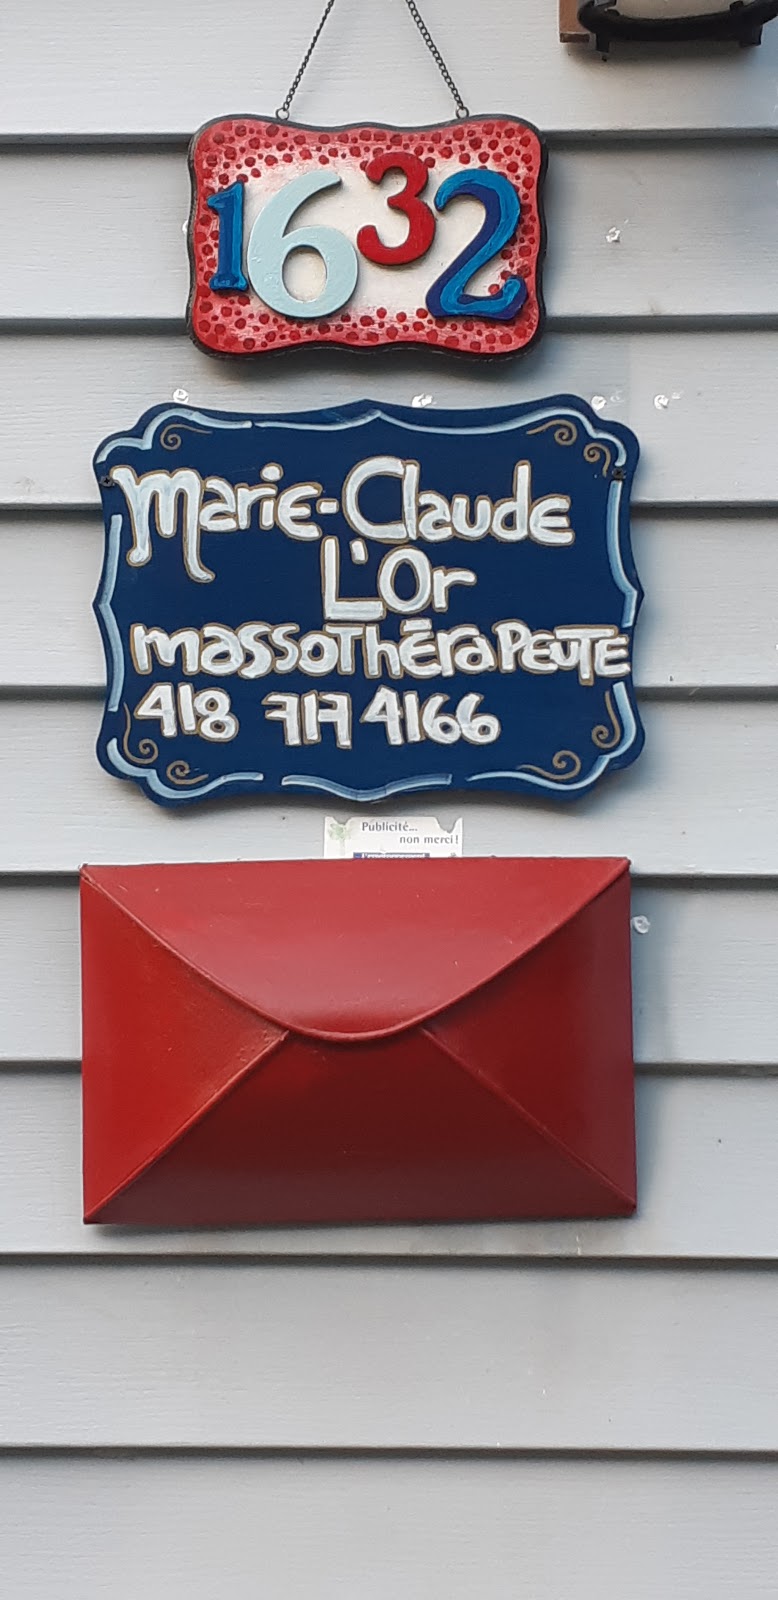 1632
Marie-Claude
L'Or
massothérapeute
418 717 4166
Publicité...
non merci!